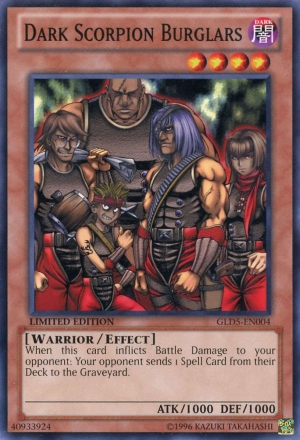 DARK SCORPION BURGLARS
DARK
闇
LIMITED EDITION
GLD5-EN004
[WARRIOR / EFFECT]
When this card inflicts Battle Damage to your
opponent: Your opponent sends 1 Spell Card from their
Deck to the Graveyard.
ATK/1000 DEF/1000
40933924
©1996 KAZUKI TAKAHASHI